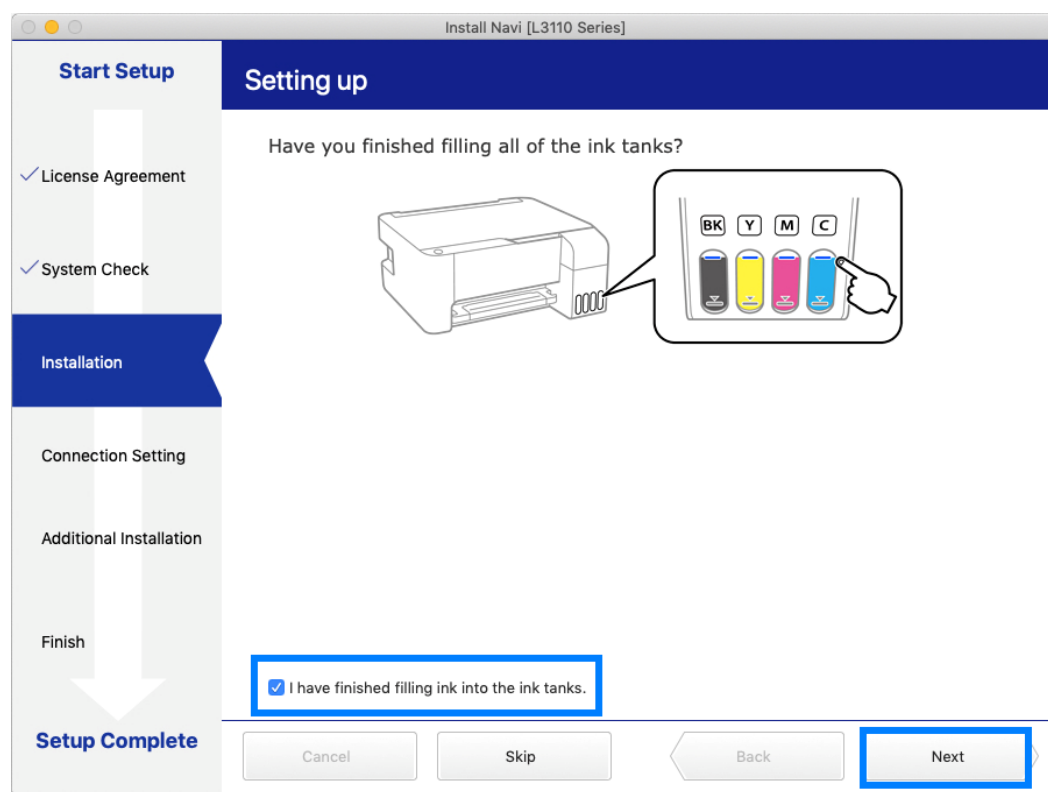 Install Navi [L3110 Series]
Start Setup
Setting up
Have you finished filling all of the ink tanks?
BK Y M C
License Agreement
System Check
Installation
Connection Setting
Additional Installation
Finish
I have finished filling ink into the ink tanks.
Setup Complete
Cancel Skip Back Next